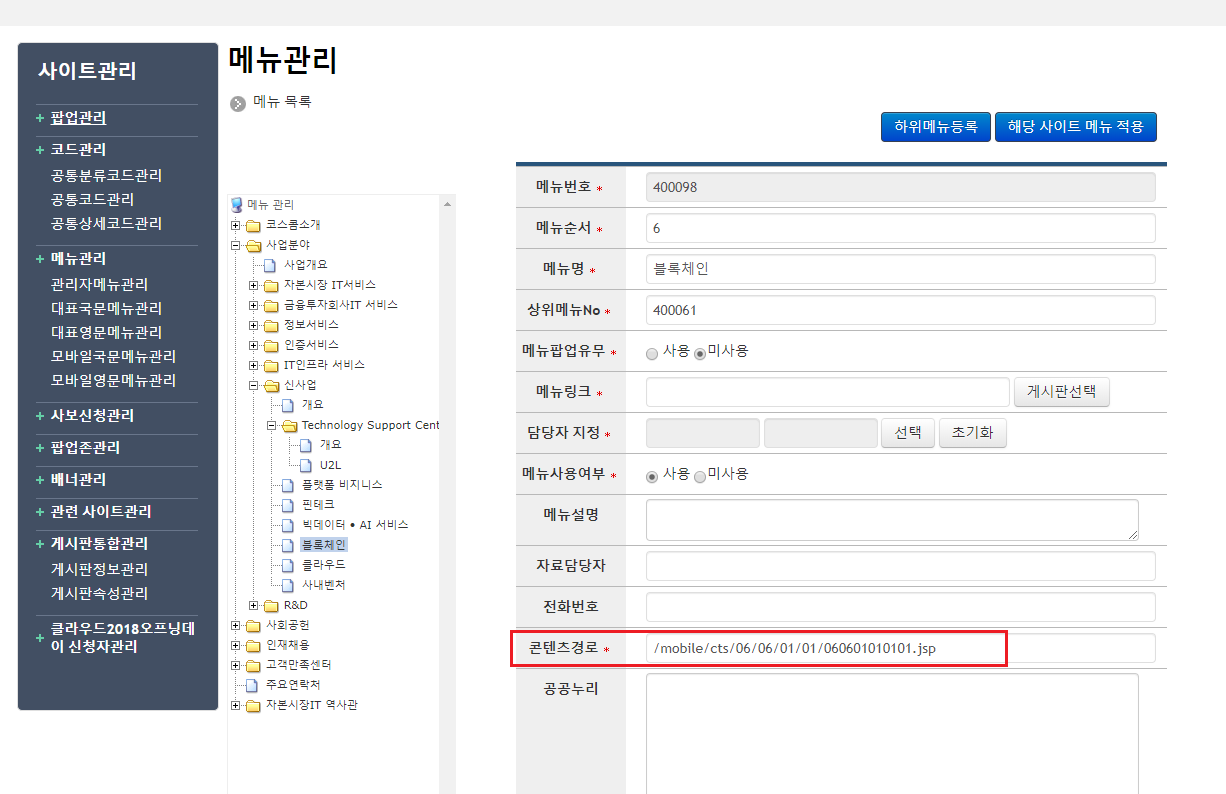 사이트관리
팝업관리
코드관리
공통분류코드관리
공통코드관리
공통상세코드관리
메뉴관리
관리자메뉴관리
대표국문메뉴관리
대표영문메뉴관리
모바일국문메뉴관리
모바일영문메뉴관리
사보신청관리
팝업존관리
배너관리
관련 사이트관리
게시판통합관리
게시판정보관리
게시판속성관리
클라우드2018오프닝데
이 신청자관리
메뉴관리
메뉴 목록
메뉴 관리
코스콤소개
사업분야
사업개요
자본시장 IT서비스
금융투자회사IT 서비스
정보서비스
인증서비스
IT인프라 서비스
신사업
개요
Technology Support Cent
개요
U2L
플랫폼 비지니스
핀테크
빅데이터 • AI 서비스
블록체인
클라우드
사내벤처
R&D
사회공헌
인재채용
고객만족센터
주요연락처
자본시장IT 역사관
하위메뉴등록 해당 사이트 메뉴 적용
메뉴번호 * 400098
메뉴순서 * 6
메뉴명 * 블록체인
상위메뉴No * 400061
메뉴팝업유무 * 사용 미사용
메뉴링크 * 게시판선택
담당자 지정 * 선택 초기화
메뉴사용여부 * 사용 미사용
메뉴설명
자료담당자
전화번호
콘텐츠경로 * /mobile/cts/06/06/01/01/060601010101.jsp
공공누리